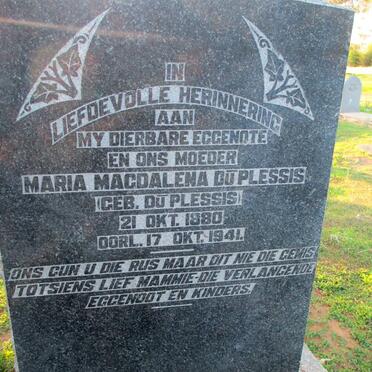 IN
LIEFDEVOLLE HERINNERING
AAN
MY DIERBARE EGGENOTE
EN ONS MOEDER
MARIA MAGDALENA DU PLESSIS
(GEB. DU PLESSIS)
21 OKT. 1880
OORL. 17 OKT. 1941.
ONS GUN U DIE RUS MAAR DIT NIE DIE GEMIS
TOTSIENS LIEF MAMMIE DIE VERLANGENDE
EGGENOOT EN KINDERS